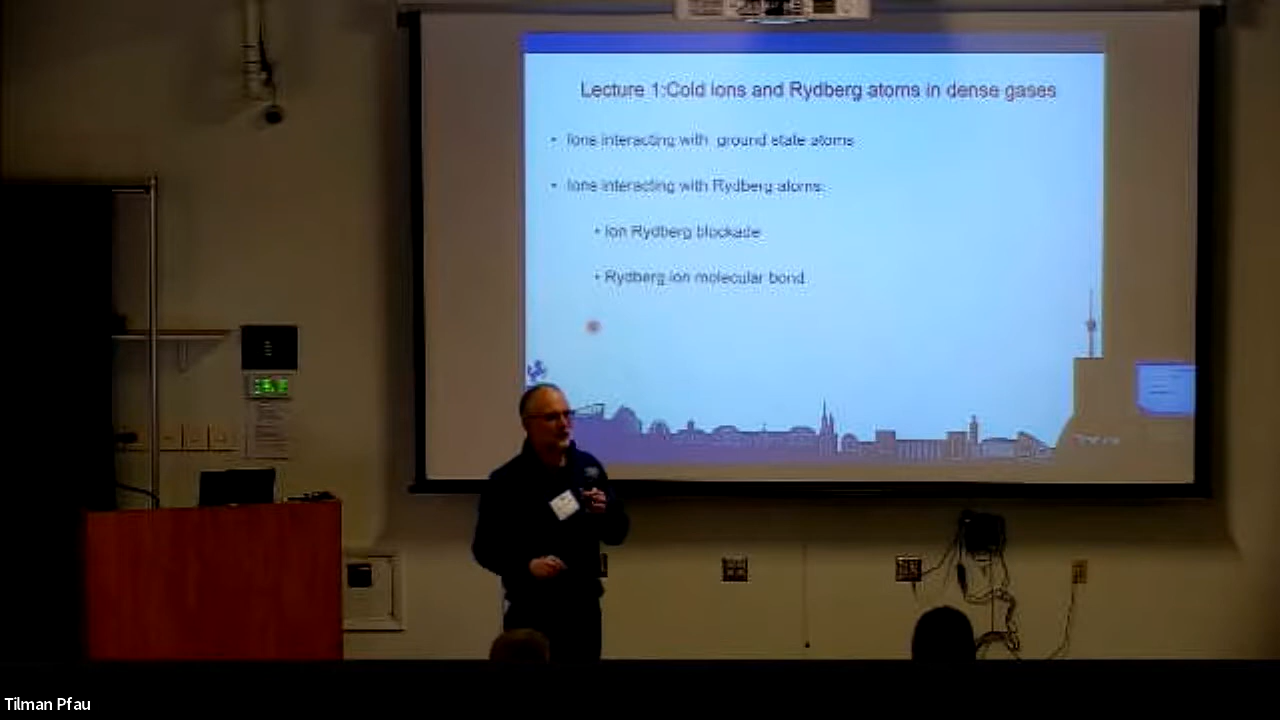 Lecture 1:Cold ions and Rydberg atoms in dense gases
• Ions interacting with ground state atoms
• Ions interacting with Rydberg atoms:
• Ion Rydberg blockade
• Rydberg ion molecular bond
Tilman Pfau